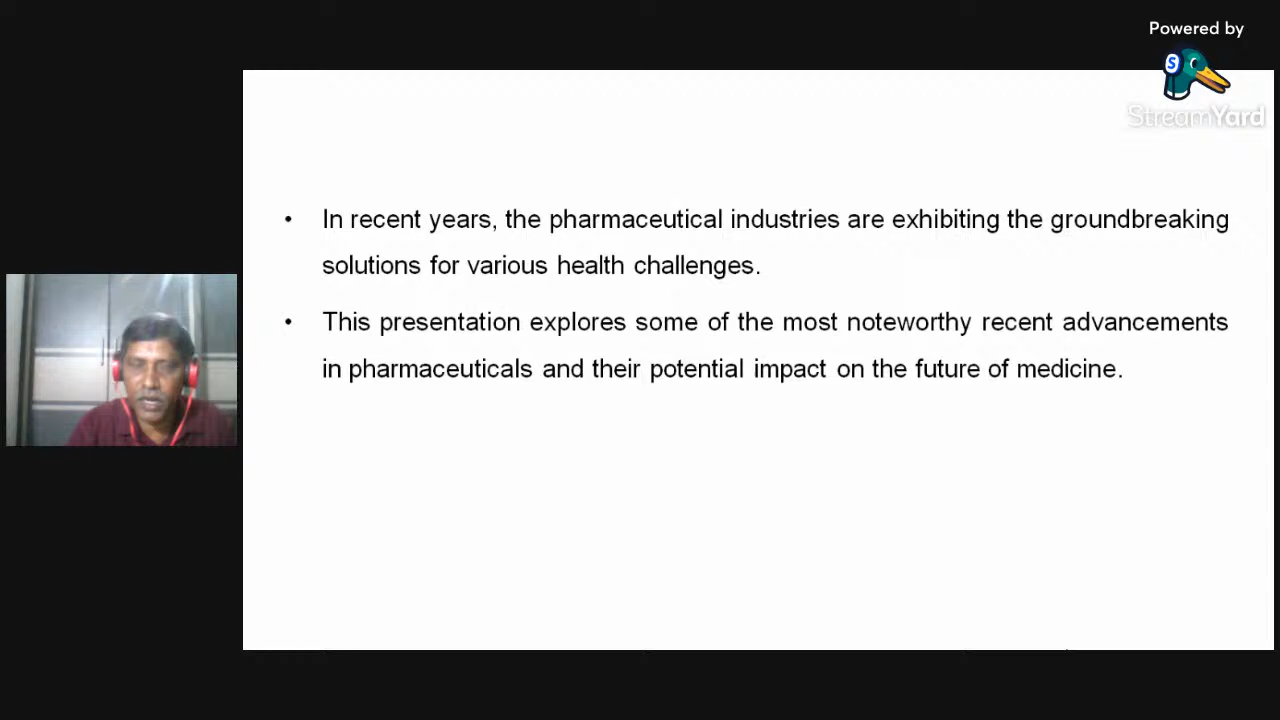 Powered by
StreamYard
• In recent years, the pharmaceutical industries are exhibiting the groundbreaking
solutions for various health challenges.
• This presentation explores some of the most noteworthy recent advancements
in pharmaceuticals and their potential impact on the future of medicine.